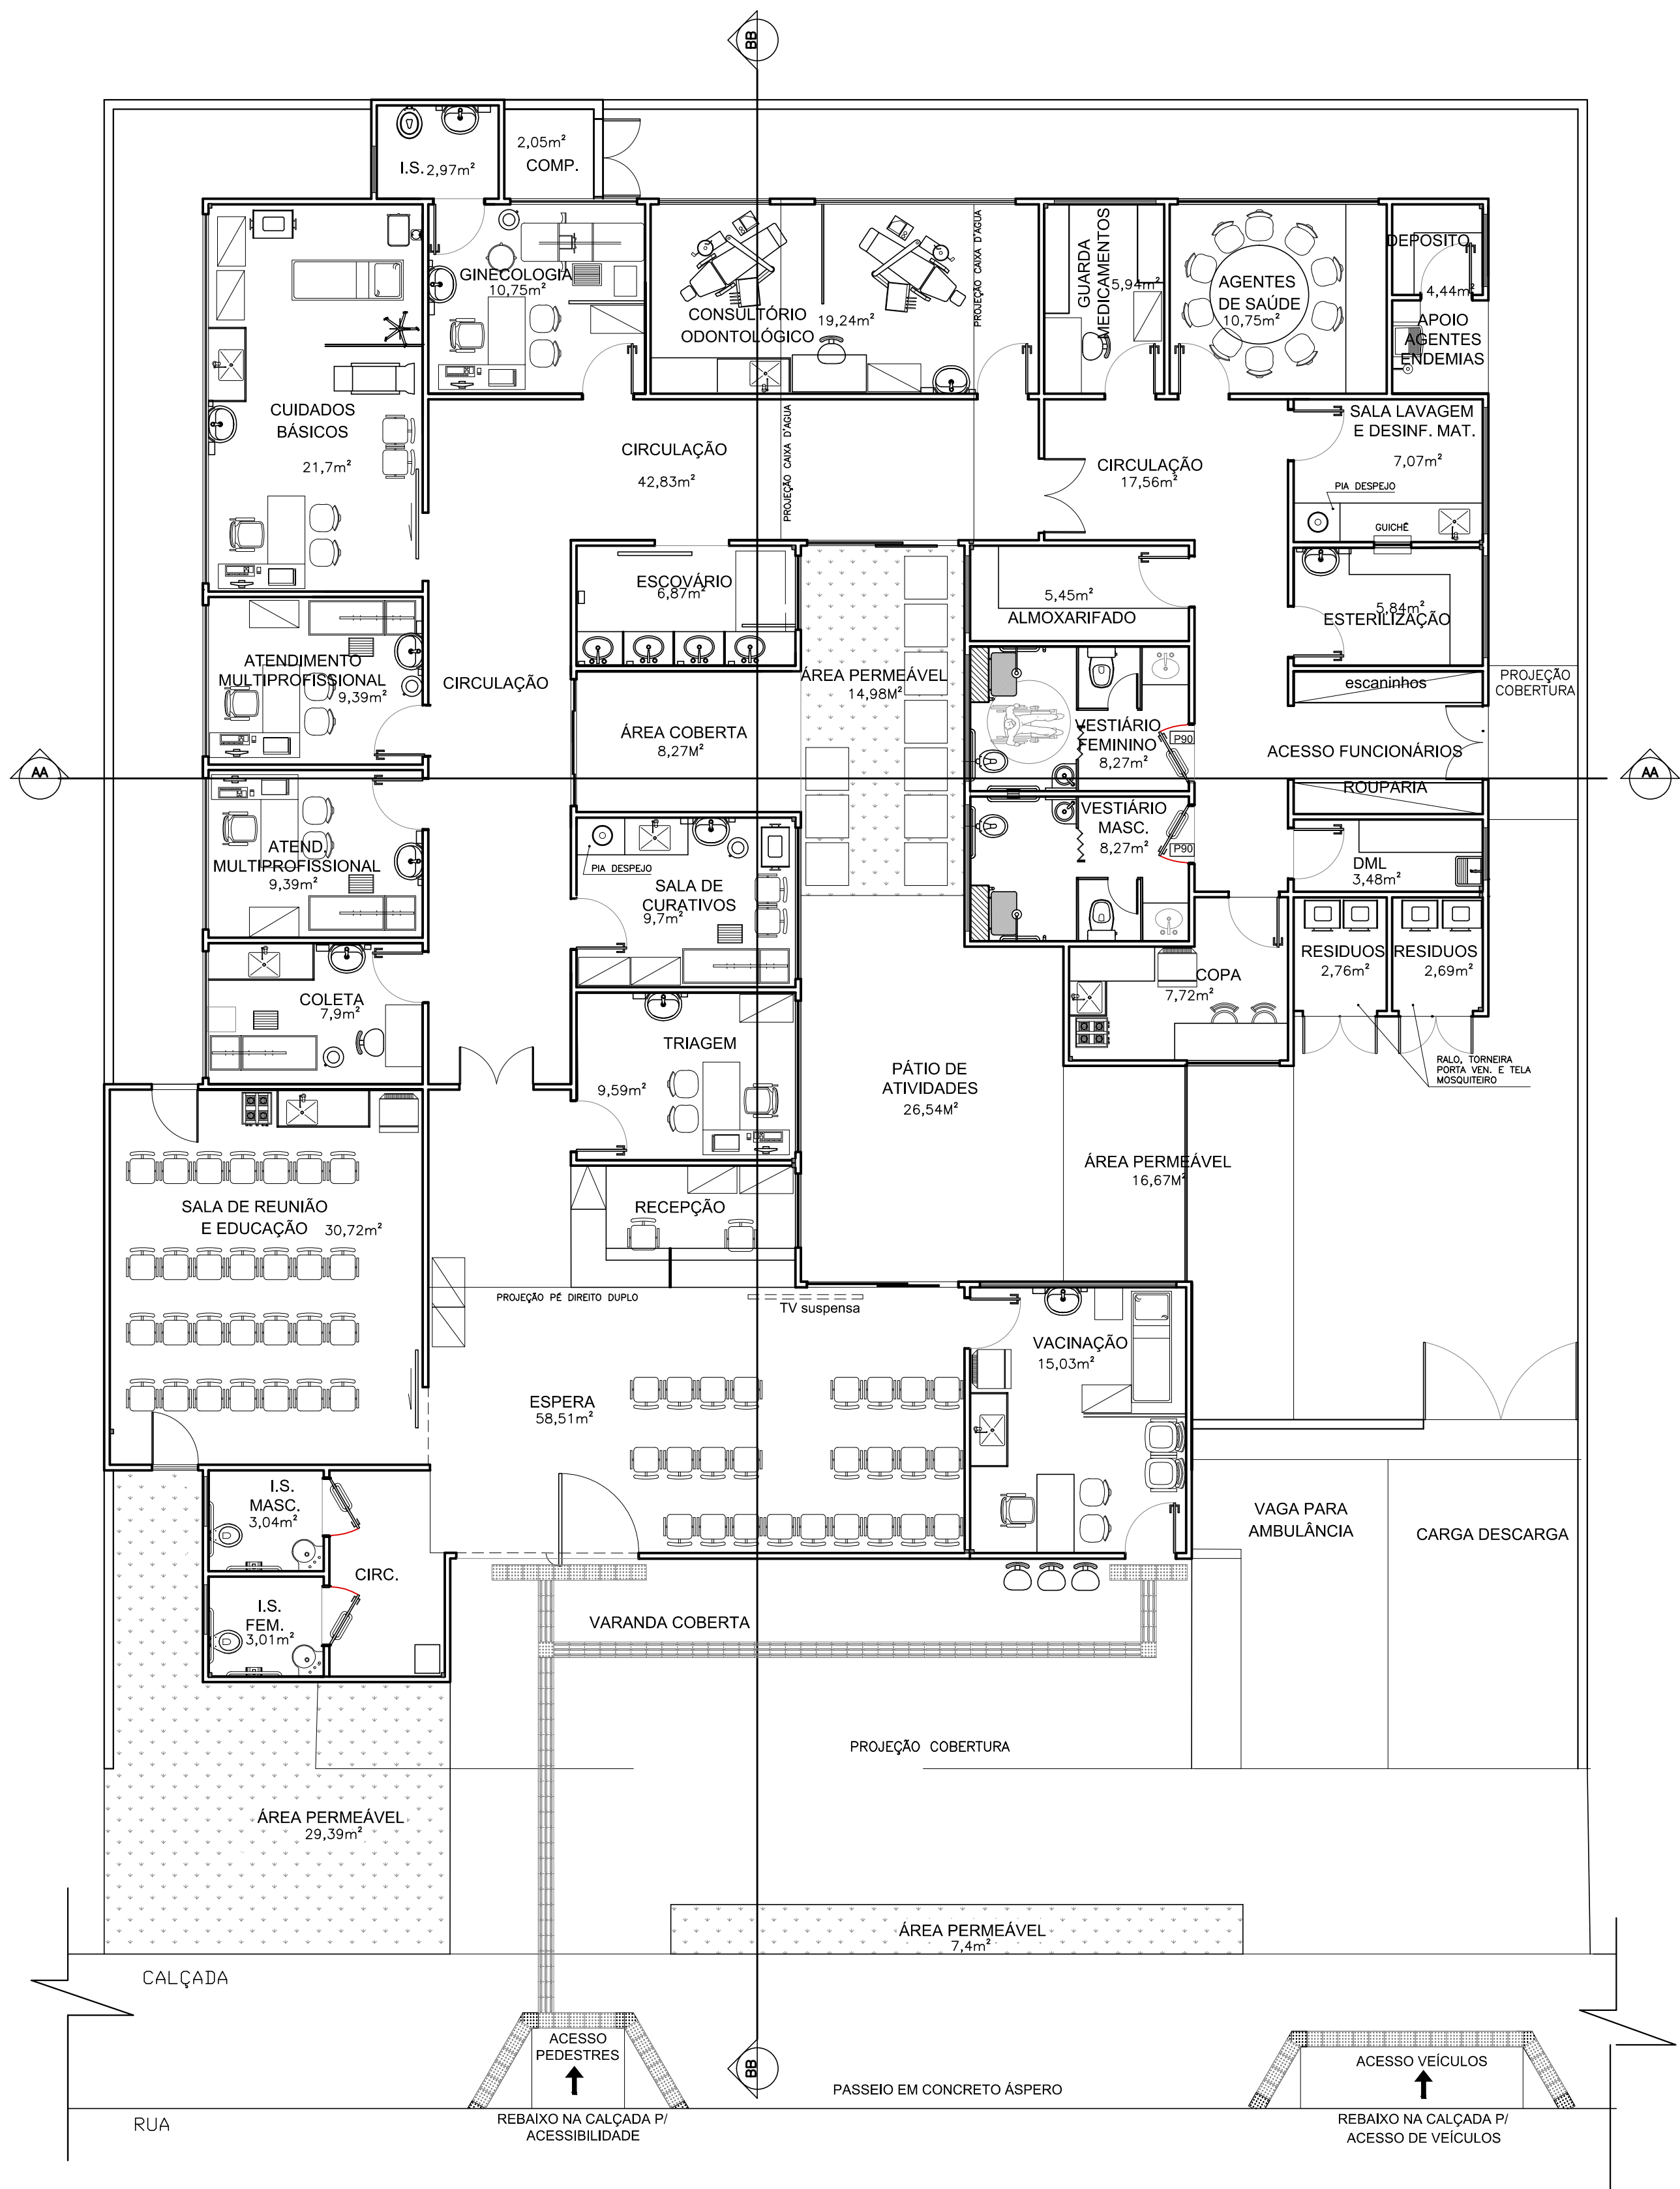 BB
2,05m²
COMP.
I.S. 2,97m²
GINECOLOGIA
10,75m²
CONSULTÓRIO
ODONTOLÓGICO
19,24m²
PROJEÇÃO CAIXA D'AGUA
PROJEÇÃO CAIXA D'AGUA
GUARDA
MEDICAMENTOS
5,94m²
AGENTES
DE SAÚDE
10,75m²
DEPOSITO
4,44m²
APOIO
AGENTES
ENDEMIAS
CUIDADOS
BÁSICOS
21,7m²
CIRCULAÇÃO
42,83m²
PROJEÇÃO CAIXA D'AGUA
CIRCULAÇÃO
17,56m²
SALA LAVAGEM
E DESINF. MAT.
7,07m²
PIA DESPEJO
GUICHÊ
ESCOVÁRIO
6,87m²
5,45m²
ALMOXARIFADO
5,84m²
ESTERILIZAÇÃO
ATENDIMENTO
MULTIPROFISSIONAL
9,39m²
CIRCULAÇÃO
ÁREA PERMEÁVEL
14,98M²
escaninhos
PROJEÇÃO
COBERTURA
ÁREA COBERTA
8,27M²
VESTIÁRIO
FEMININO
8,27m²
P90
ACESSO FUNCIONÁRIOS
AA
AA
ROUPARIA
ATEND.
MULTIPROFISSIONAL
9,39m²
VESTIÁRIO
MASC.
8,27m²
P90
PIA DESPEJO
SALA DE
CURATIVOS
9,7m²
DML
3,48m²
COLETA
7,9m²
COPA
7,72m²
RESIDUOS
2,76m²
RESIDUOS
2,69m²
TRIAGEM
9,59m²
PÁTIO DE
ATIVIDADES
26,54M²
RALO, TORNEIRA
PORTA VEN. E TELA
MOSQUITEIRO
ÁREA PERMEÁVEL
16,67M²
SALA DE REUNIÃO
E EDUCAÇÃO 30,72m²
RECEPÇÃO
PROJEÇÃO PÉ DIREITO DUPLO
TV suspensa
VACINAÇÃO
15,03m²
ESPERA
58,51m²
I.S.
MASC.
3,04m²
CIRC.
I.S.
FEM.
3,01m²
VAGA PARA
AMBULÂNCIA
CARGA DESCARGA
VARANDA COBERTA
PROJEÇÃO COBERTURA
ÁREA PERMEÁVEL
29,39m²
ÁREA PERMEÁVEL
7,4m²
CALÇADA
ACESSO
PEDESTRES
BB
ACESSO VEÍCULOS
PASSEIO EM CONCRETO ÁSPERO
RUA
REBAIXO NA CALÇADA P/
ACESSIBILIDADE
REBAIXO NA CALÇADA P/
ACESSO DE VEÍCULOS